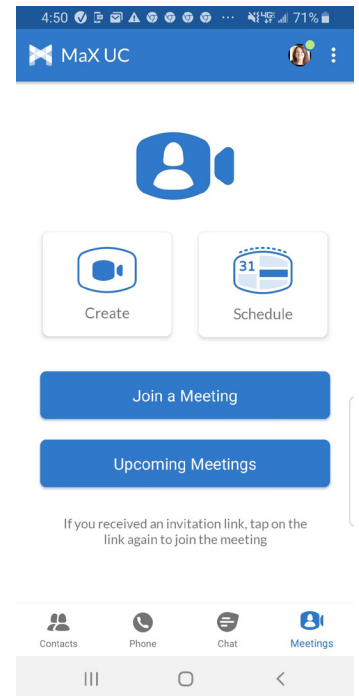 4:50 71%
MaX UC
31
Create
Schedule
Join a Meeting
Upcoming Meetings
If you received an invitation link, tap on the
link again to join the meeting
Contacts Phone Chat Meetings